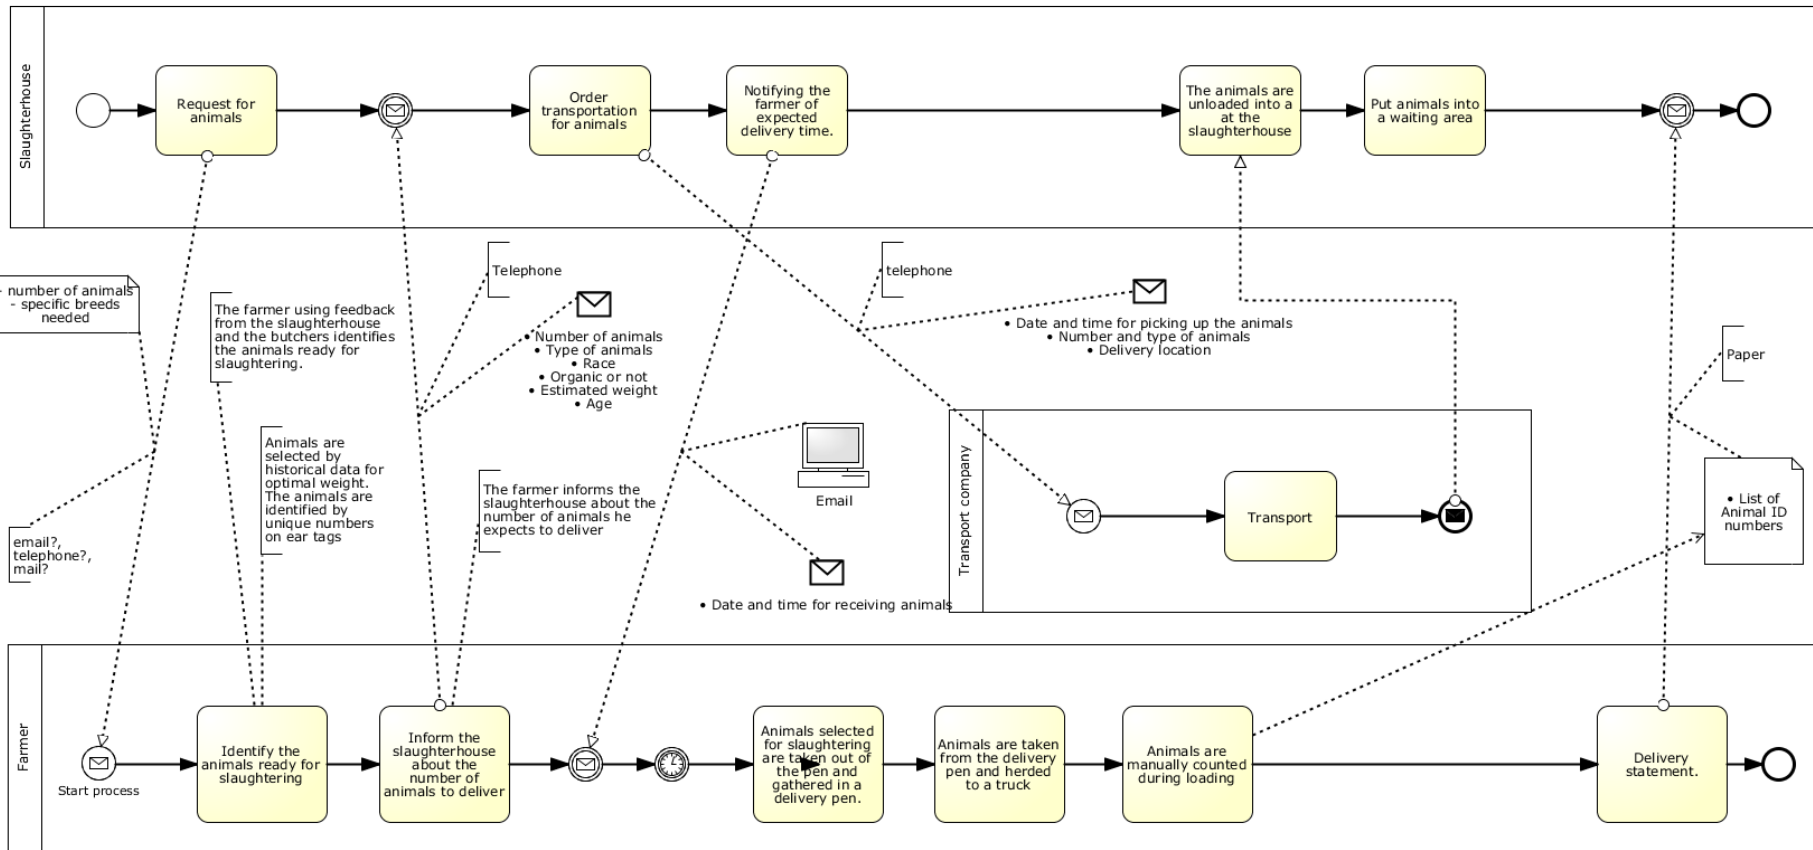 Slaughterhouse
Request for
animals
Order
transportation
for animals
Notifying the
farmer of
expected
delivery time.
The animals are
unloaded into a
at the
slaughterhouse
Put animals into
a waiting area
- number of animals
- specific breeds
needed
The farmer using feedback
from the slaughterhouse
and the butchers identifies
the animals ready for
slaughtering.
Telephone
• Number of animals
• Type of animals
• Race
• Organic or not
• Estimated weight
• Age
telephone
• Date and time for picking up the animals
• Number and type of animals
• Delivery location
Paper
• List of
Animal ID
numbers
Animals are
selected by
historical data for
optimal weight.
The animals are
identified by
unique numbers
on ear tags
The farmer informs the
slaughterhouse about the
number of animals he
expects to deliver
Email
email?,
telephone?,
mail?
• Date and time for receiving animals
Transport company
Transport
Farmer
Start process
Identify the
animals ready for
slaughtering
Inform the
slaughterhouse
about the
number of
animals to deliver
Animals selected
for slaughtering
are taken out of
the pen and
gathered in a
delivery pen.
Animals are taken
from the delivery
pen and herded
to a truck
Animals are
manually counted
during loading
Delivery
statement.